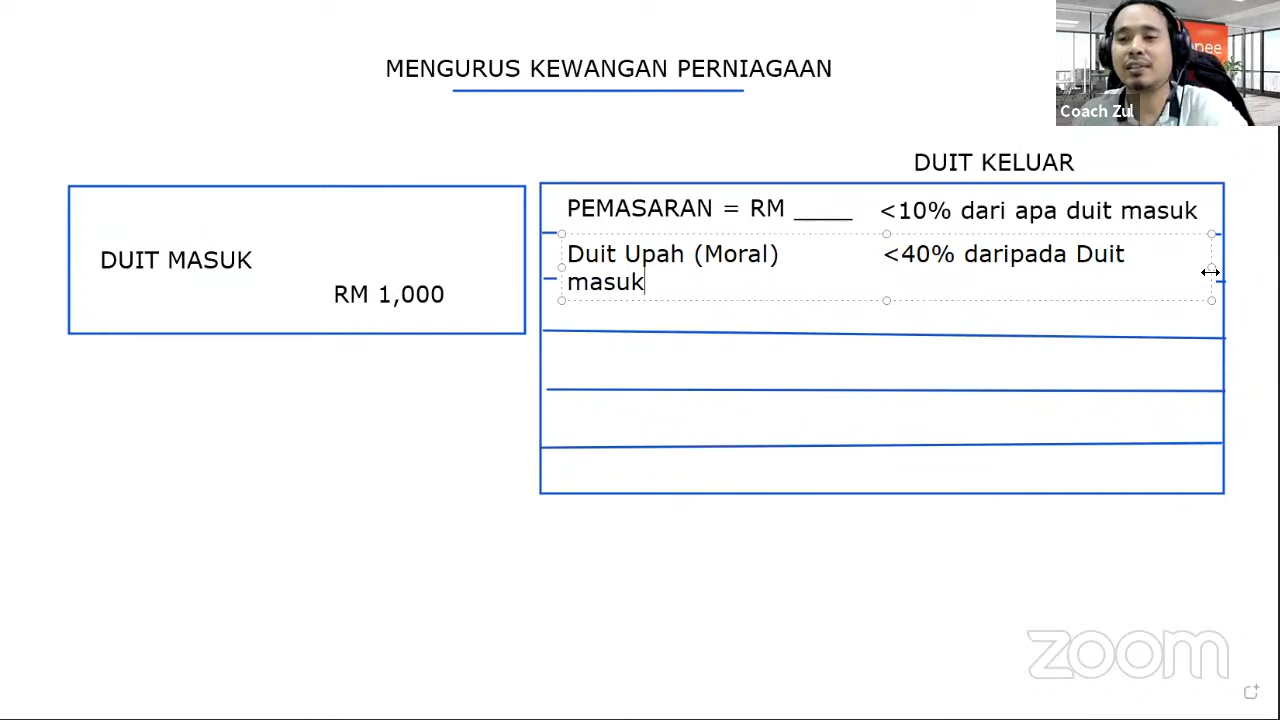 MENGURUS KEWANGAN PERNIAGAAN
Coach Zul
DUIT KELUAR
DUIT MASUK
RM 1,000
PEMASARAN = RM ____ <10% dari apa duit masuk
Duit Upah (Moral) <40% daripada Duit
masuk
zoom